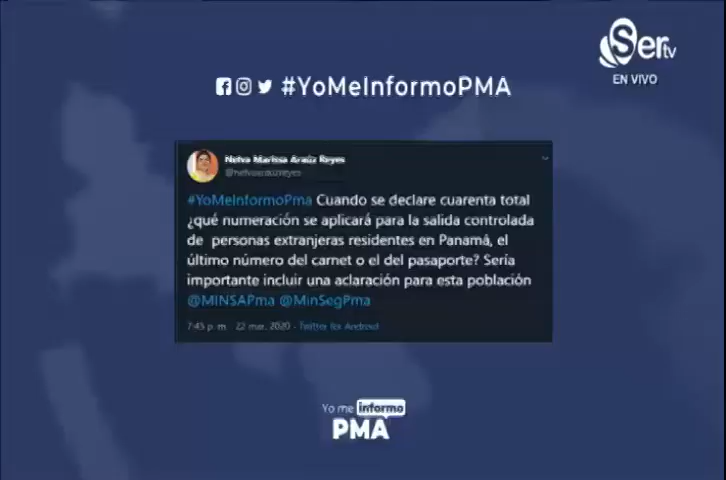 Ser tv
EN VIVO
#YoMeInformoPMA
Nelva Marissa Araúz Reyes
@nelvaarauzreyes
#YoMeInformoPma Cuando se declare cuarenta total
¿qué numeración se aplicará para la salida controlada
de personas extranjeras residentes en Panamá, el
último número del carnet o el del pasaporte? Sería
importante incluir una aclaración para esta población
@MINSAPma @MinSegPma
7:45 p. m. · 22 mar. 2020 · Twitter for Android
Yo me informo
PMA